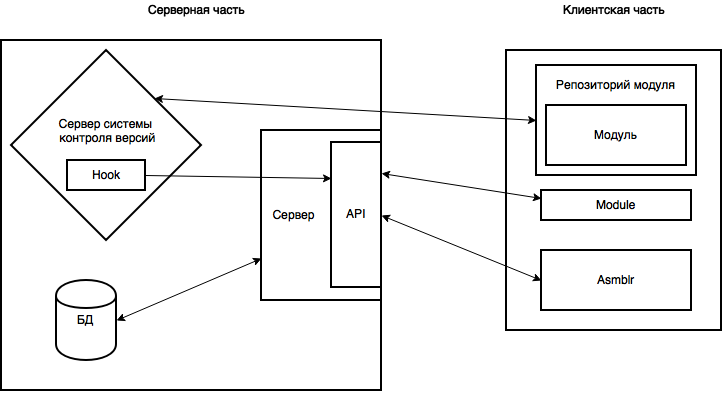 Серверная часть
Клиентская часть
Сервер системы
контроля версий
Hook
Сервер
API
БД
Репозиторий модуля
Модуль
Module
Asmblr